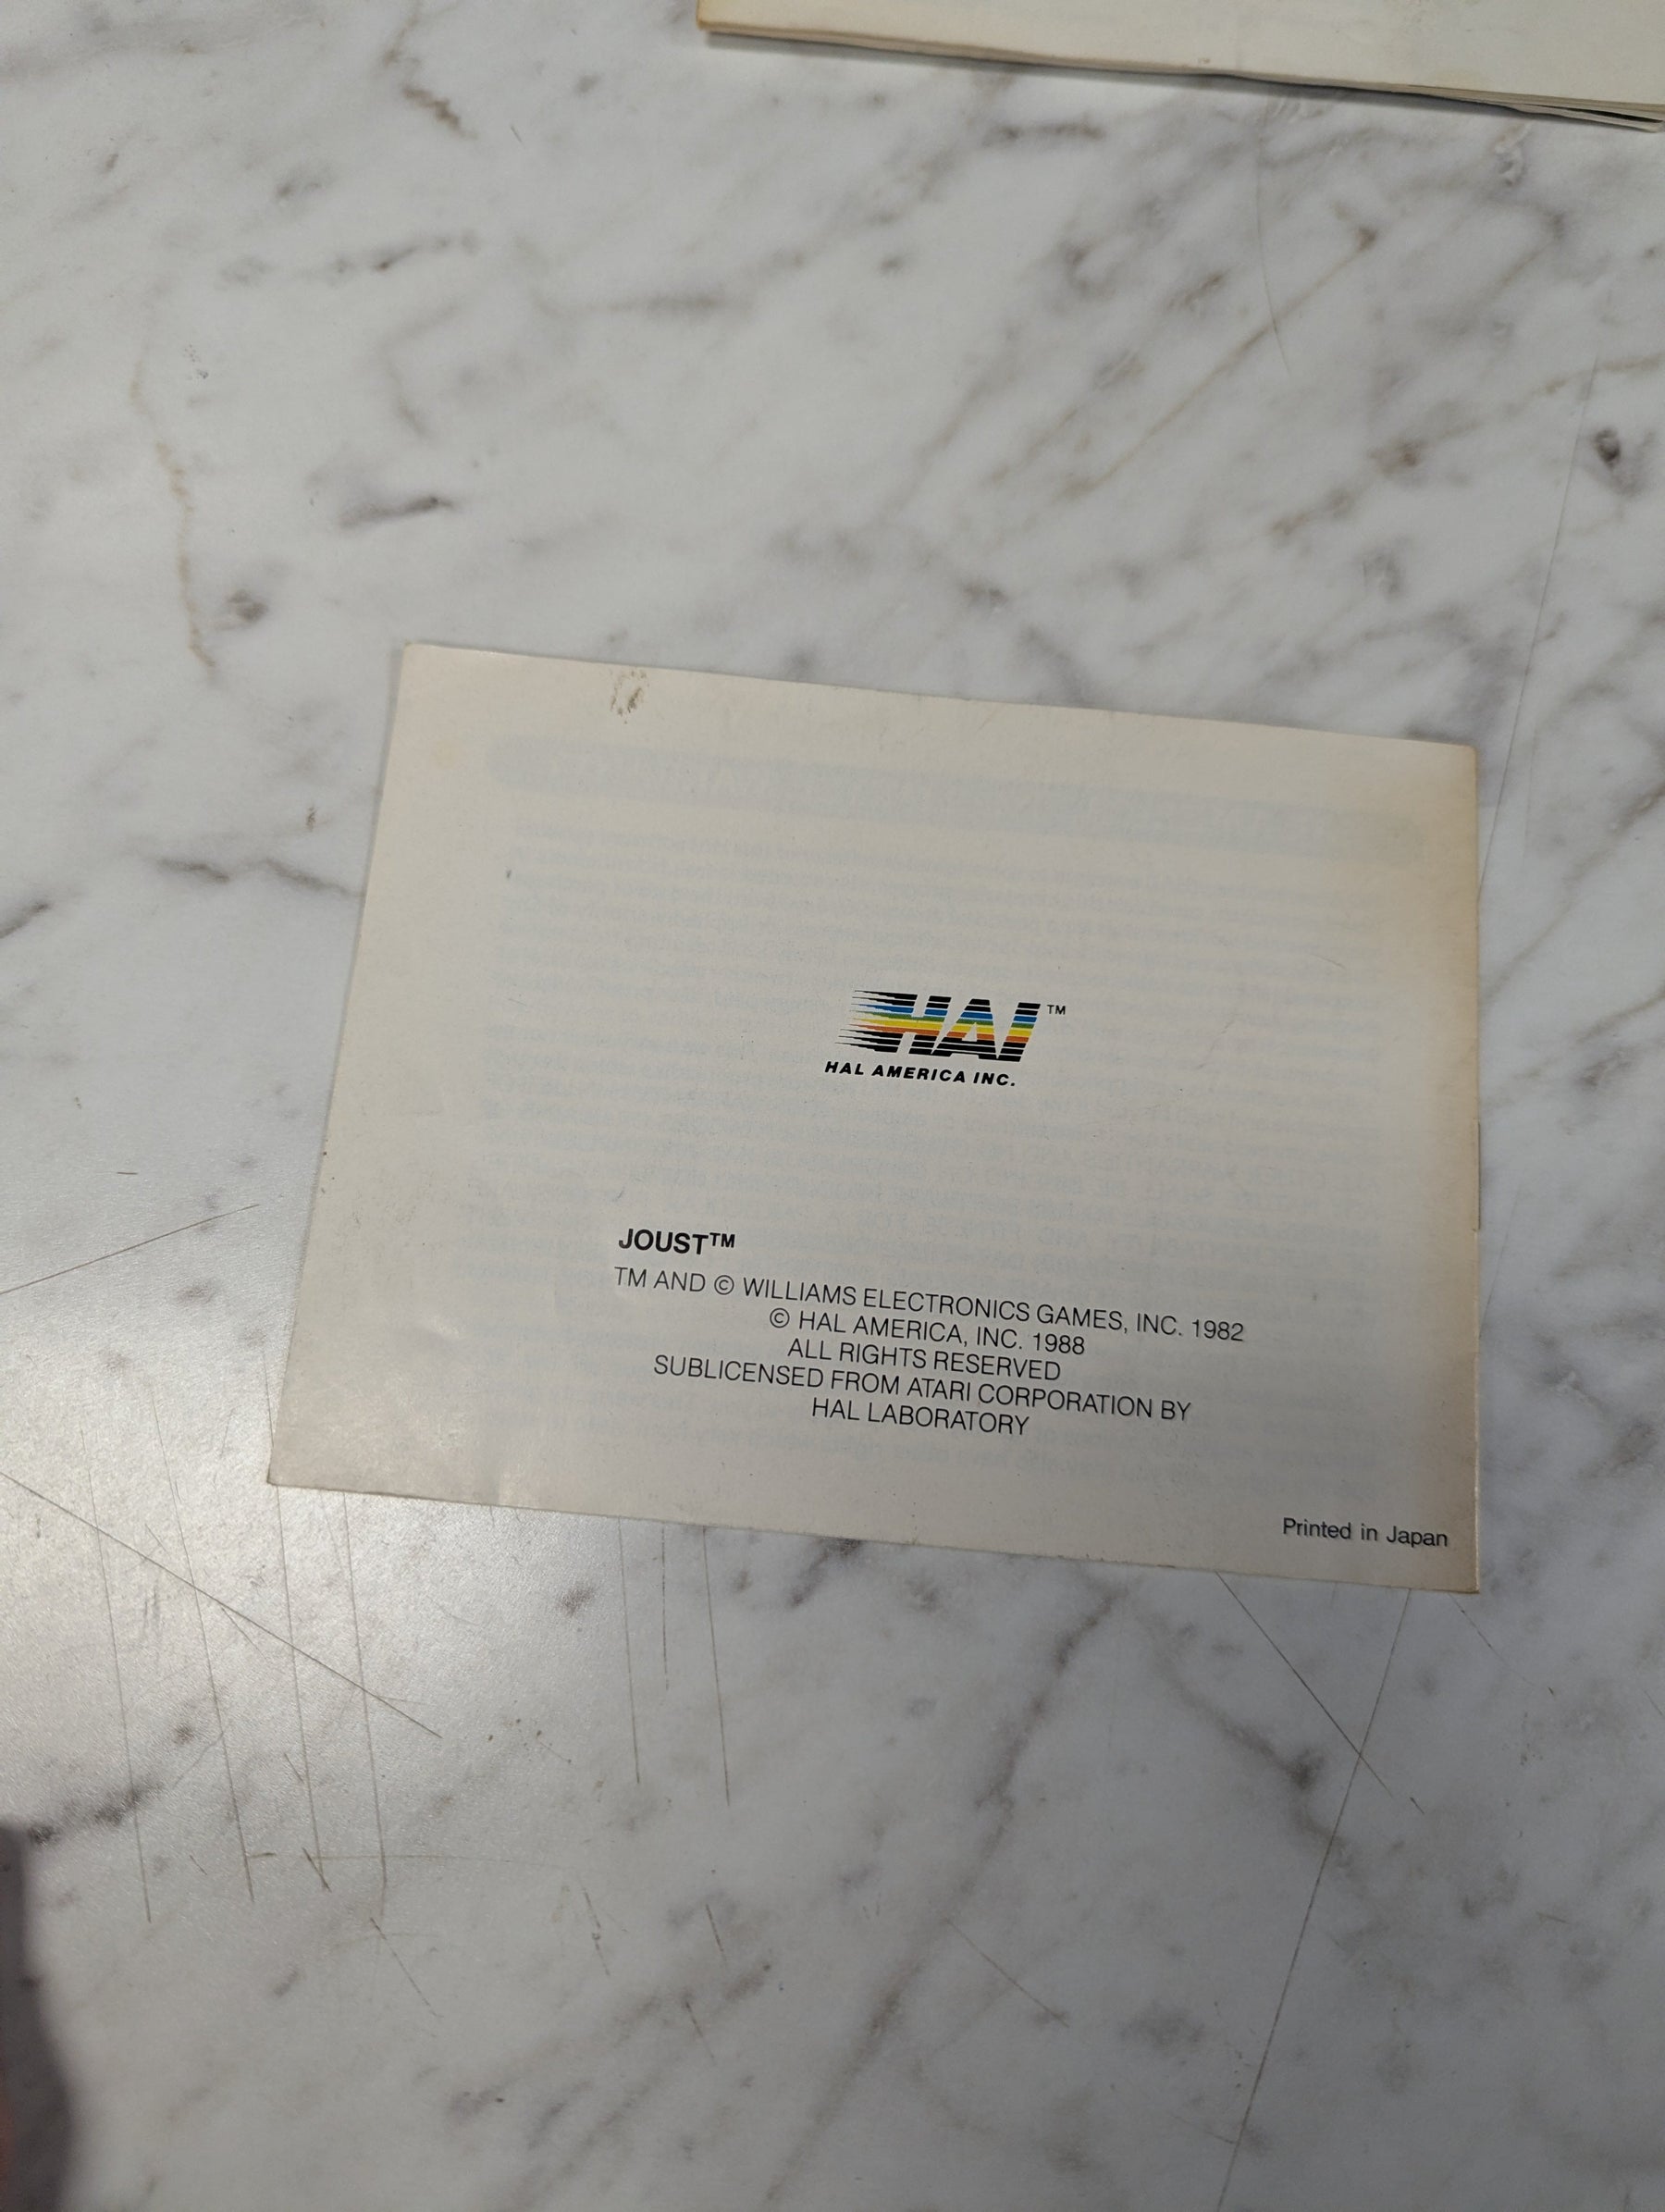 HAL™
HAL AMERICA INC.
JOUST™
TM AND © WILLIAMS ELECTRONICS GAMES, INC. 1982
© HAL AMERICA, INC. 1988
ALL RIGHTS RESERVED
SUBLICENSED FROM ATARI CORPORATION BY
HAL LABORATORY
Printed in Japan